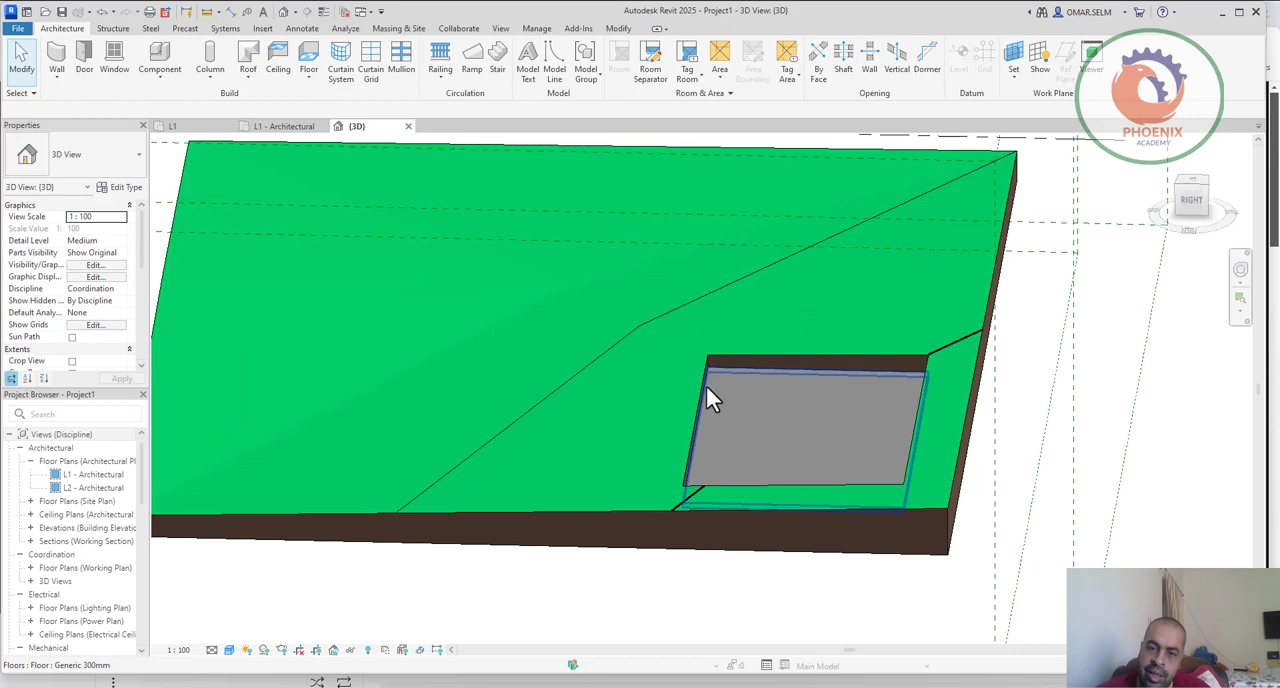 Autodesk Revit 2025 - Project1 - 3D View: {3D}
OMAR.SELM
File Architecture Structure Steel Precast Systems Insert Annotate Analyze Massing & Site Collaborate View Manage Add-Ins Modify
Modify Wall Door Window Component Column Roof Ceiling Floor Curtain System Curtain Grid Mullion Railing Ramp Stair Model Text Model Line Model Group Room Room Separator Tag Room Area Area Boundary Tag Area By Face Shaft Wall Vertical Dormer Level Grid Set Show Ref Plane Viewer
Select Build Circulation Model Room & Area Opening Datum Work Plane
PHOENIX
ACADEMY
Properties
L1 L1 - Architectural {3D}
3D View
3D View: {3D} Edit Type
Graphics
View Scale 1 : 100
Scale Value 1: 100
Detail Level Medium
Parts Visibility Show Original
Visibility/Grap... Edit...
Graphic Displ... Edit...
Discipline Coordination
Show Hidden ... By Discipline
Default Analy... None
Show Grids Edit...
Sun Path
Extents
Crop View
Apply
RIGHT
Project Browser - Project1
Search
Views (Discipline)
Architectural
Floor Plans (Architectural Pl
L1 - Architectural
L2 - Architectural
Floor Plans (Site Plan)
Ceiling Plans (Architectural
Elevations (Building Elevatio
Sections (Working Section)
Coordination
Floor Plans (Working Plan)
3D Views
Electrical
Floor Plans (Lighting Plan)
Floor Plans (Power Plan)
Ceiling Plans (Electrical Ceili
Mechanical
1 : 100
Floors : Floor : Generic 300mm
:0
Main Model